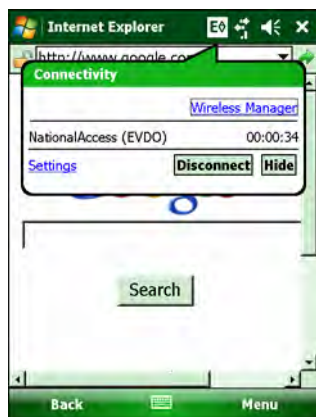 Internet Explorer
http://www.google.co
Connectivity
Wireless Manager
NationalAccess (EVDO) 00:00:34
Settings Disconnect Hide
Search
Back Menu